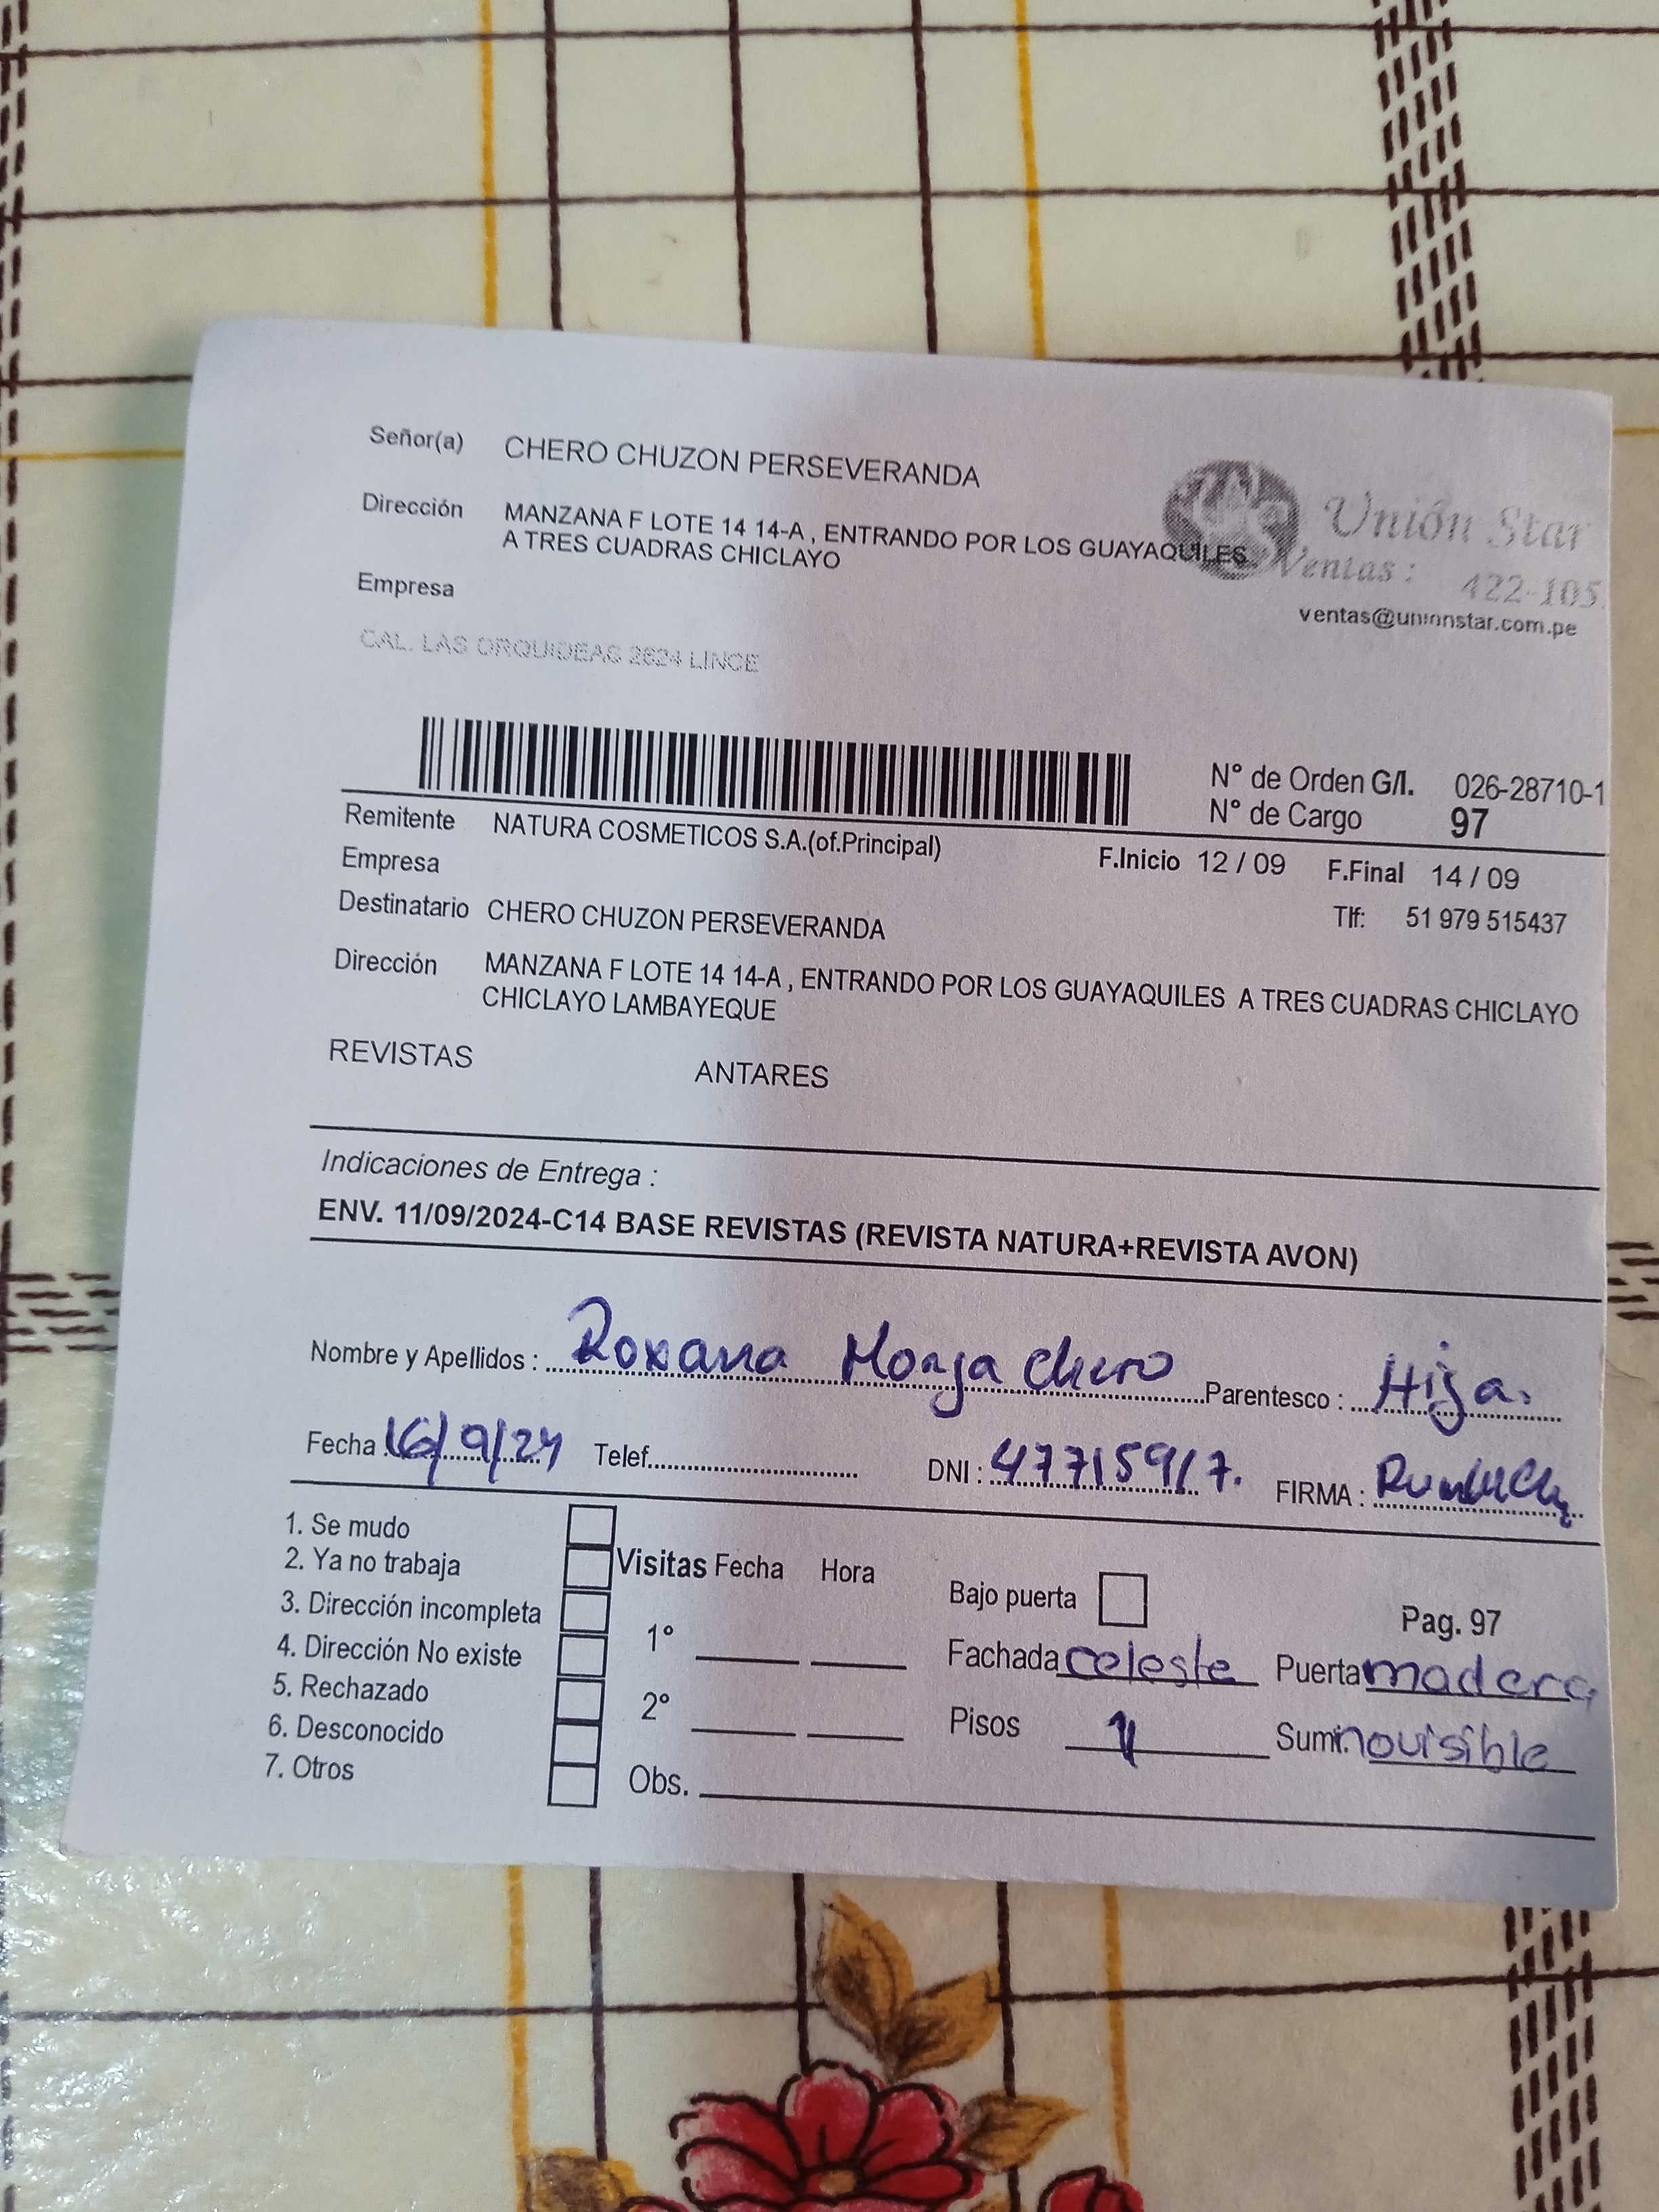 Señor(a) CHERO CHUZON PERSEVERANDA
Dirección MANZANA F LOTE 14 14-A , ENTRANDO POR LOS GUAYAQUILES
A TRES CUADRAS CHICLAYO
Unión Star
Ventas : 422-105
Empresa
ventas@unionstar.com.pe
CAL. LAS ORQUIDEAS 2624 LINCE
N° de Orden G/I. 026-28710-1
N° de Cargo 97
Remitente NATURA COSMETICOS S.A.(of.Principal)
Empresa F.Inicio 12 / 09 F.Final 14 / 09
Destinatario CHERO CHUZON PERSEVERANDA Tlf: 51 979 515437
Dirección MANZANA F LOTE 14 14-A , ENTRANDO POR LOS GUAYAQUILES A TRES CUADRAS CHICLAYO
CHICLAYO LAMBAYEQUE
REVISTAS ANTARES
Indicaciones de Entrega :
ENV. 11/09/2024-C14 BASE REVISTAS (REVISTA NATURA+REVISTA AVON)
Nombre y Apellidos : Roxana Monja Chero Parentesco : Hija.
Fecha : 16/9/24 Telef. DNI : 47715917. FIRMA :
1. Se mudo
2. Ya no trabaja Visitas Fecha Hora Bajo puerta
3. Dirección incompleta 1° Pag. 97
4. Dirección No existe Fachada celeste Puerta madera
5. Rechazado 2°
6. Desconocido Pisos 1 Sumi. no visible
7. Otros Obs.